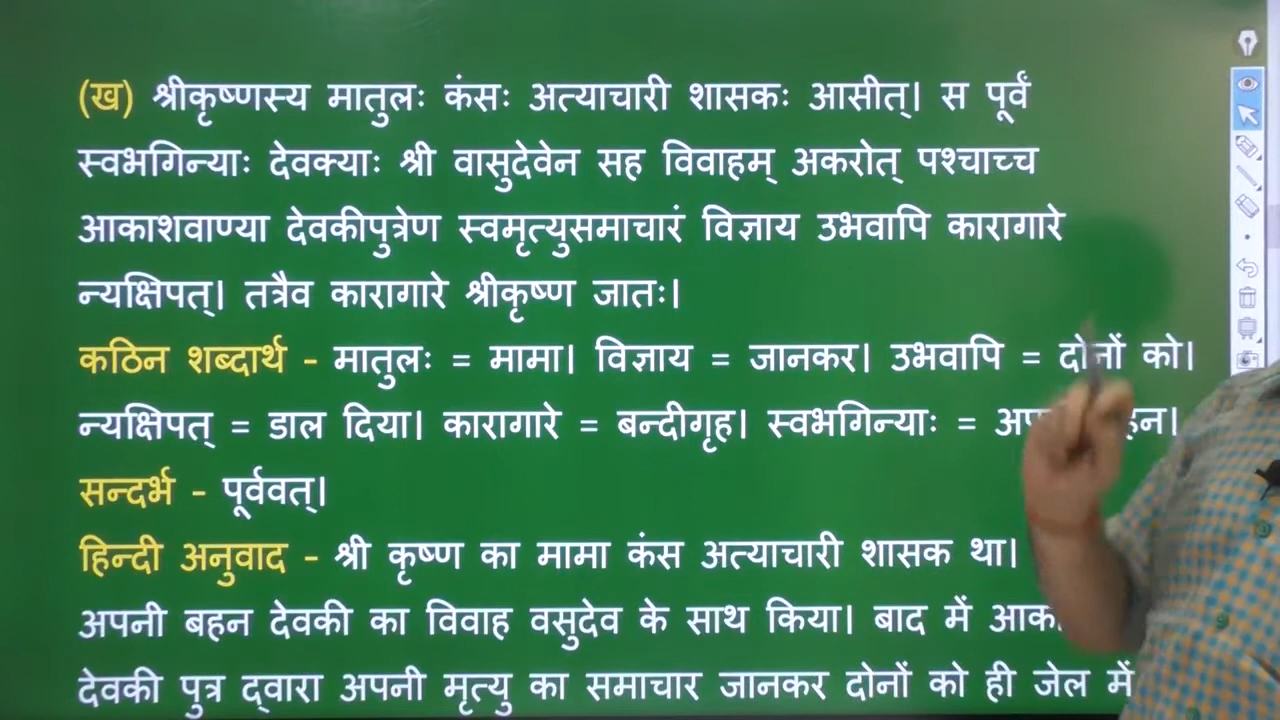 (ख) श्रीकृष्णस्य मातुलः कंसः अत्याचारी शासकः आसीत्। स पूर्वं
स्वभगिन्याः देवक्याः श्री वासुदेवेन सह विवाहम् अकरोत् पश्चाच्च
आकाशवाण्या देवकीपुत्रेण स्वमृत्युसमाचारं विज्ञाय उभवापि कारागारे
न्यक्षिपत्। तत्रैव कारागारे श्रीकृष्ण जातः।
कठिन शब्दार्थ - मातुलः = मामा। विज्ञाय = जानकर। उभवापि = दोनों को।
न्यक्षिपत् = डाल दिया। कारागारे = बन्दीगृह। स्वभगिन्याः =
सन्दर्भ - पूर्ववत्।
हिन्दी अनुवाद - श्री कृष्ण का मामा कंस अत्याचारी शासक था।
अपनी बहन देवकी का विवाह वसुदेव के साथ किया। बाद में
देवकी पुत्र द्वारा अपनी मृत्यु का समाचार जानकर दोनों को ही जेल में